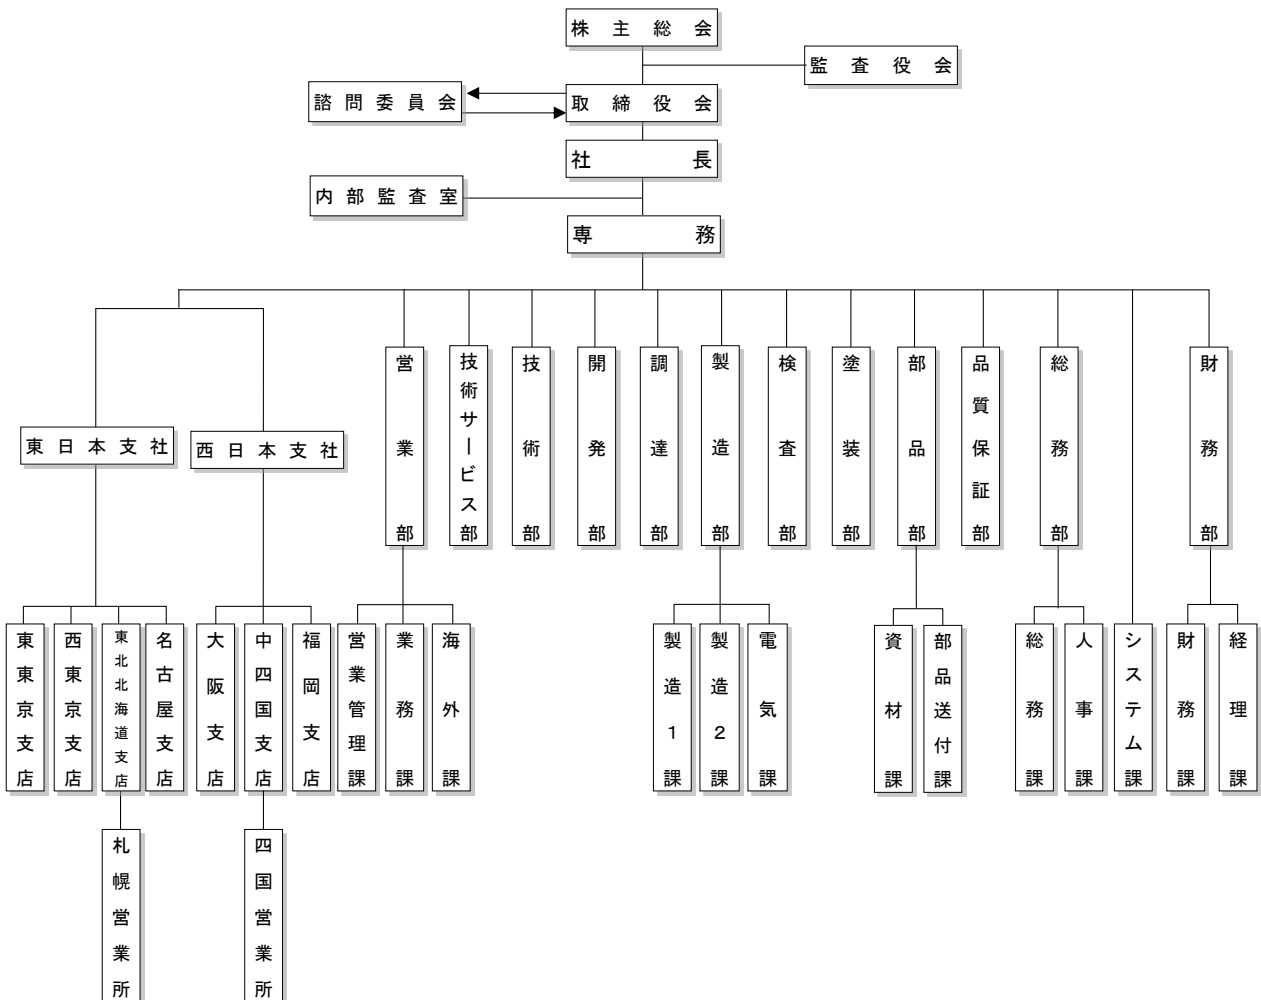 株主総会
監査役会
諮問委員会
取締役会
社長
内部監査室
専務
東日本支社
西日本支社
営業部
技術サービス部
技術部
開発部
調達部
製造部
検査部
塗装部
部品部
品質保証部
総務部
財務部
東東京支店
西東京支店
東北北海道支店
名古屋支店
大阪支店
中四国支店
福岡支店
営業管理課
業務課
海外課
製造1課
製造2課
電気課
資材課
部品送付課
総務課
人事課
システム課
財務課
経理課
札幌営業所
四国営業所